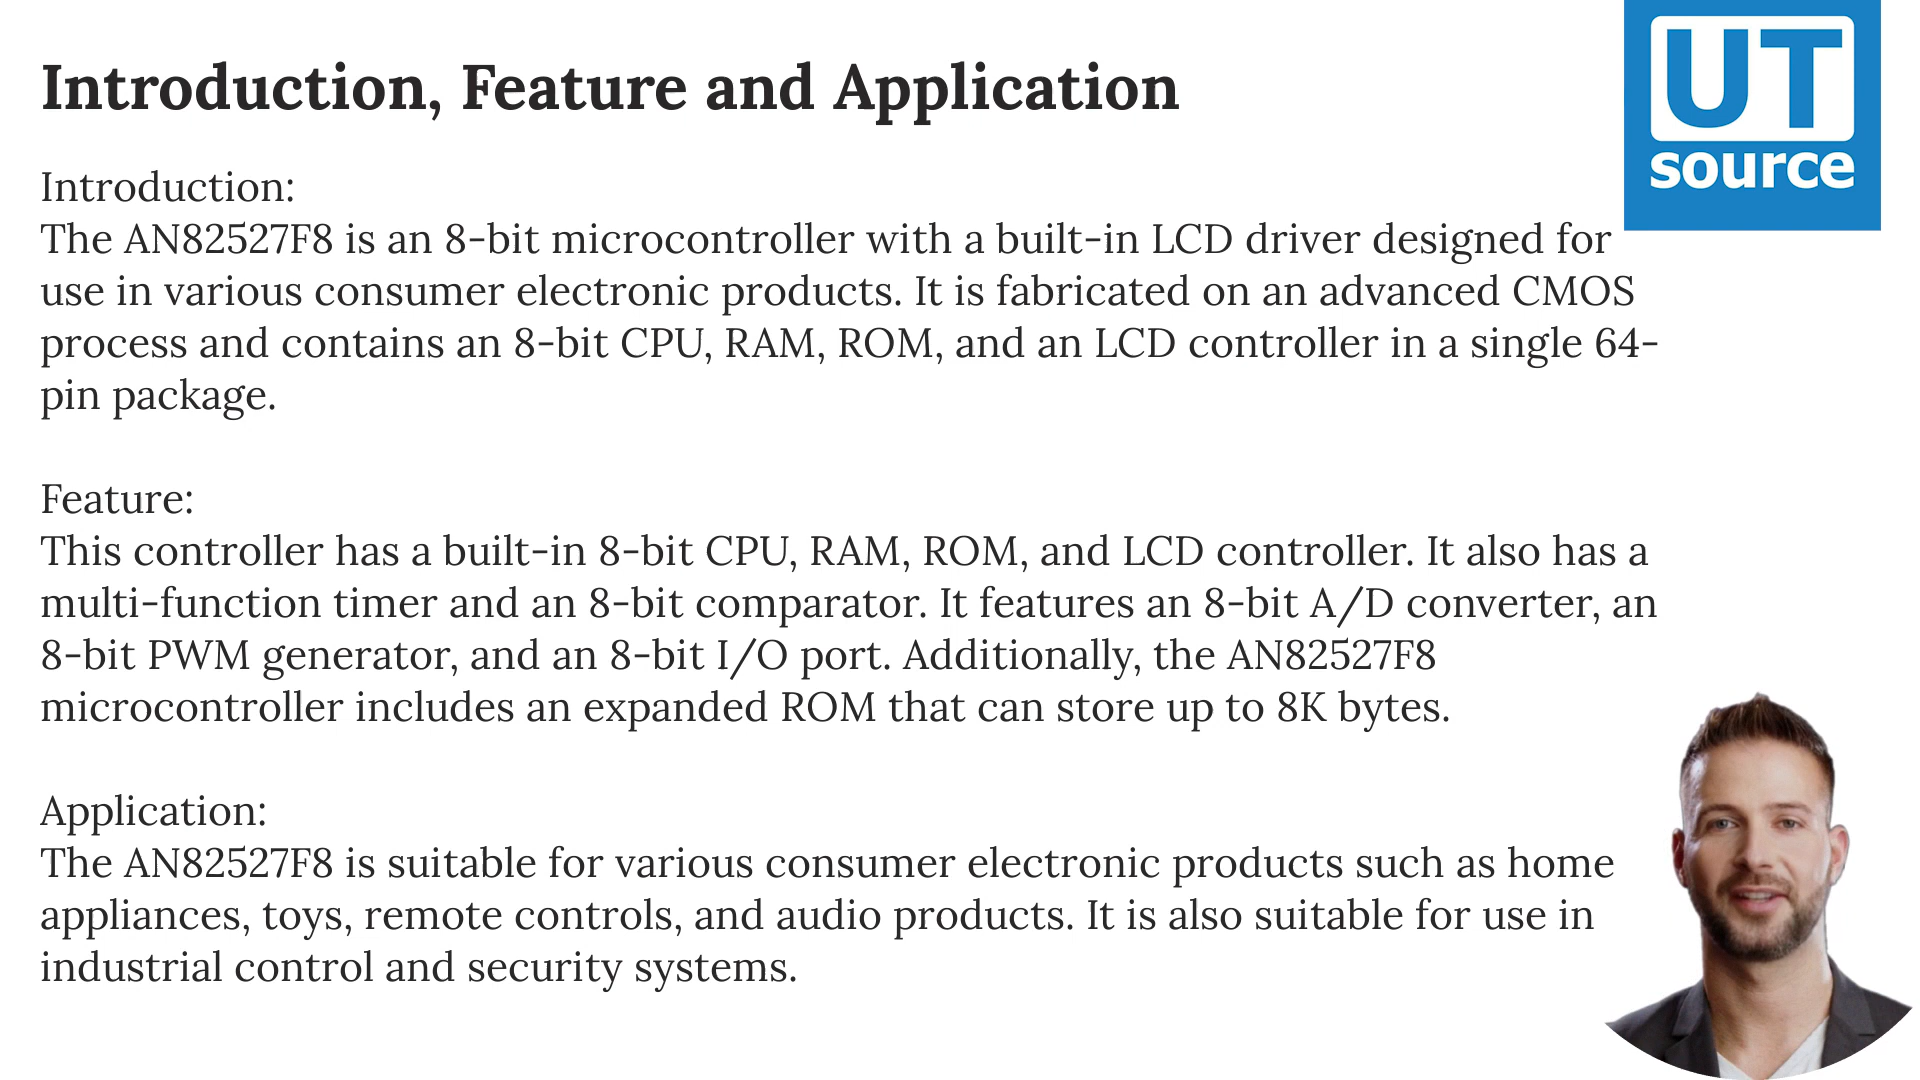 Introduction, Feature and Application
UT
source
Introduction:
The AN82527F8 is an 8-bit microcontroller with a built-in LCD driver designed for
use in various consumer electronic products. It is fabricated on an advanced CMOS
process and contains an 8-bit CPU, RAM, ROM, and an LCD controller in a single 64-
pin package.
Feature:
This controller has a built-in 8-bit CPU, RAM, ROM, and LCD controller. It also has a
multi-function timer and an 8-bit comparator. It features an 8-bit A/D converter, an
8-bit PWM generator, and an 8-bit I/O port. Additionally, the AN82527F8
microcontroller includes an expanded ROM that can store up to 8K bytes.
Application:
The AN82527F8 is suitable for various consumer electronic products such as home
appliances, toys, remote controls, and audio products. It is also suitable for use in
industrial control and security systems.